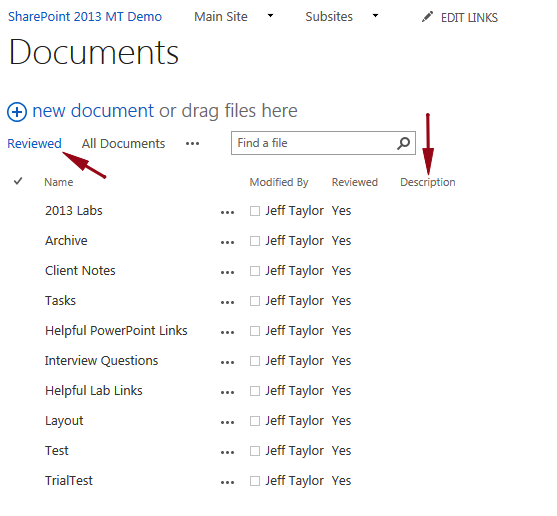 SharePoint 2013 MT Demo Main Site Subsites EDIT LINKS
Documents
new document or drag files here
Reviewed All Documents ••• Find a file
Name Modified By Reviewed Description
2013 Labs ••• Jeff Taylor Yes
Archive ••• Jeff Taylor Yes
Client Notes ••• Jeff Taylor Yes
Tasks ••• Jeff Taylor Yes
Helpful PowerPoint Links ••• Jeff Taylor Yes
Interview Questions ••• Jeff Taylor Yes
Helpful Lab Links ••• Jeff Taylor Yes
Layout ••• Jeff Taylor Yes
Test ••• Jeff Taylor Yes
TrialTest ••• Jeff Taylor Yes